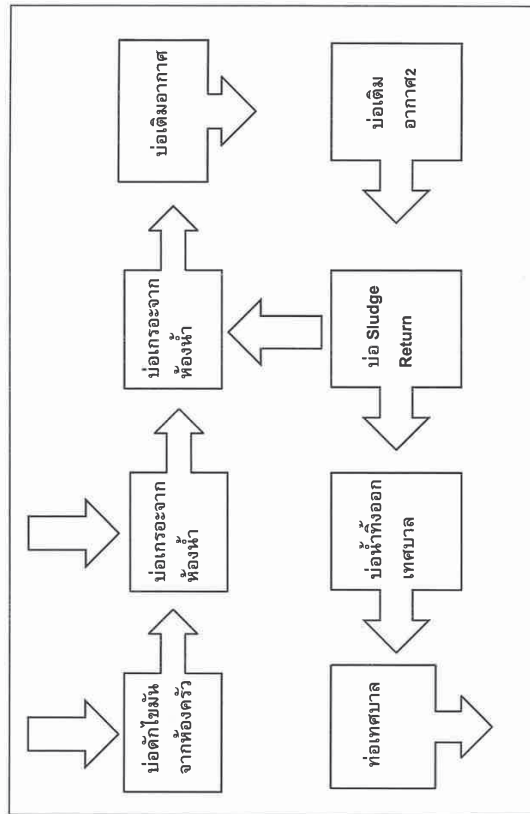 บ่อดักไขมัน
จากห้องครัว
บ่อเกรอะจาก
ห้องน้ำ
บ่อเกรอะจาก
ห้องน้ำ
บ่อเติมอากาศ
บ่อเติม
อากาศ2
บ่อ Sludge
Return
บ่อน้ำทิ้งออก
เทศบาล
ท่อเทศบาล